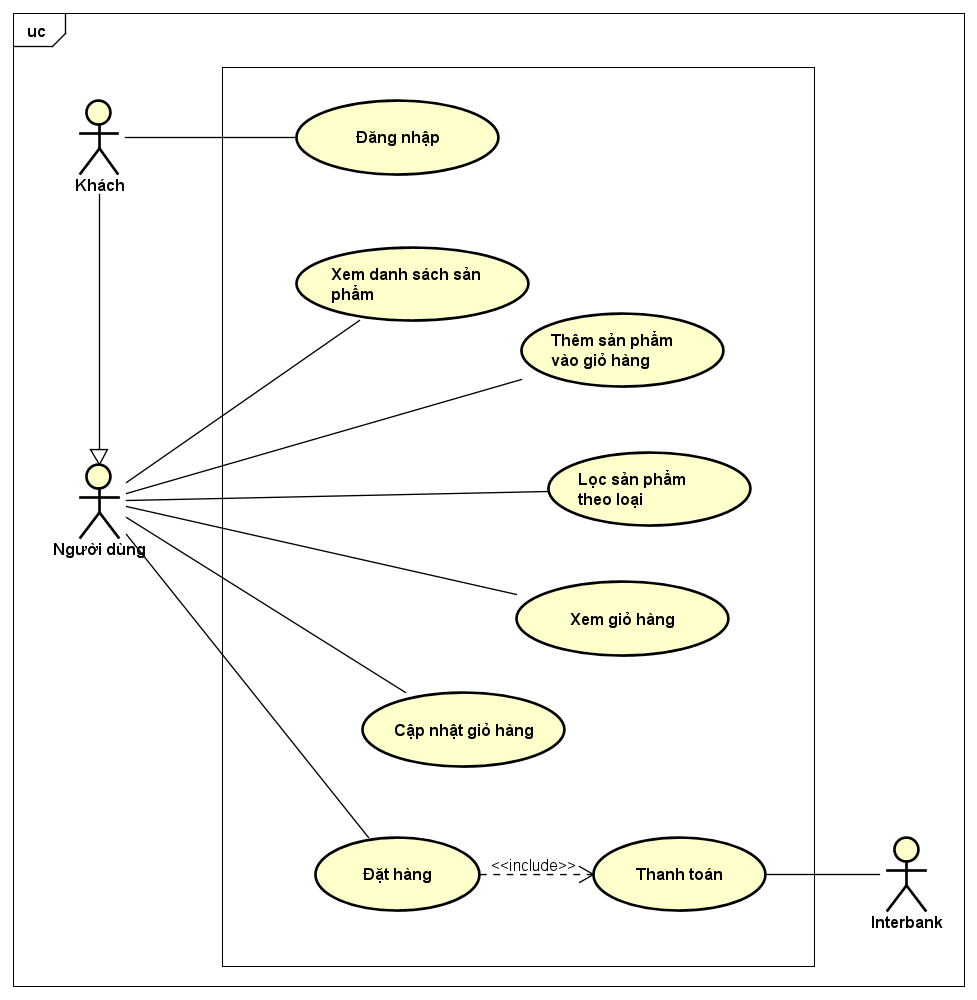 uc
Đăng nhập
Khách
Xem danh sách sản
phẩm
Thêm sản phẩm
vào giỏ hàng
Lọc sản phẩm
theo loại
Người dùng
Xem giỏ hàng
Cập nhật giỏ hàng
Đặt hàng
<<include>>
Thanh toán
Interbank